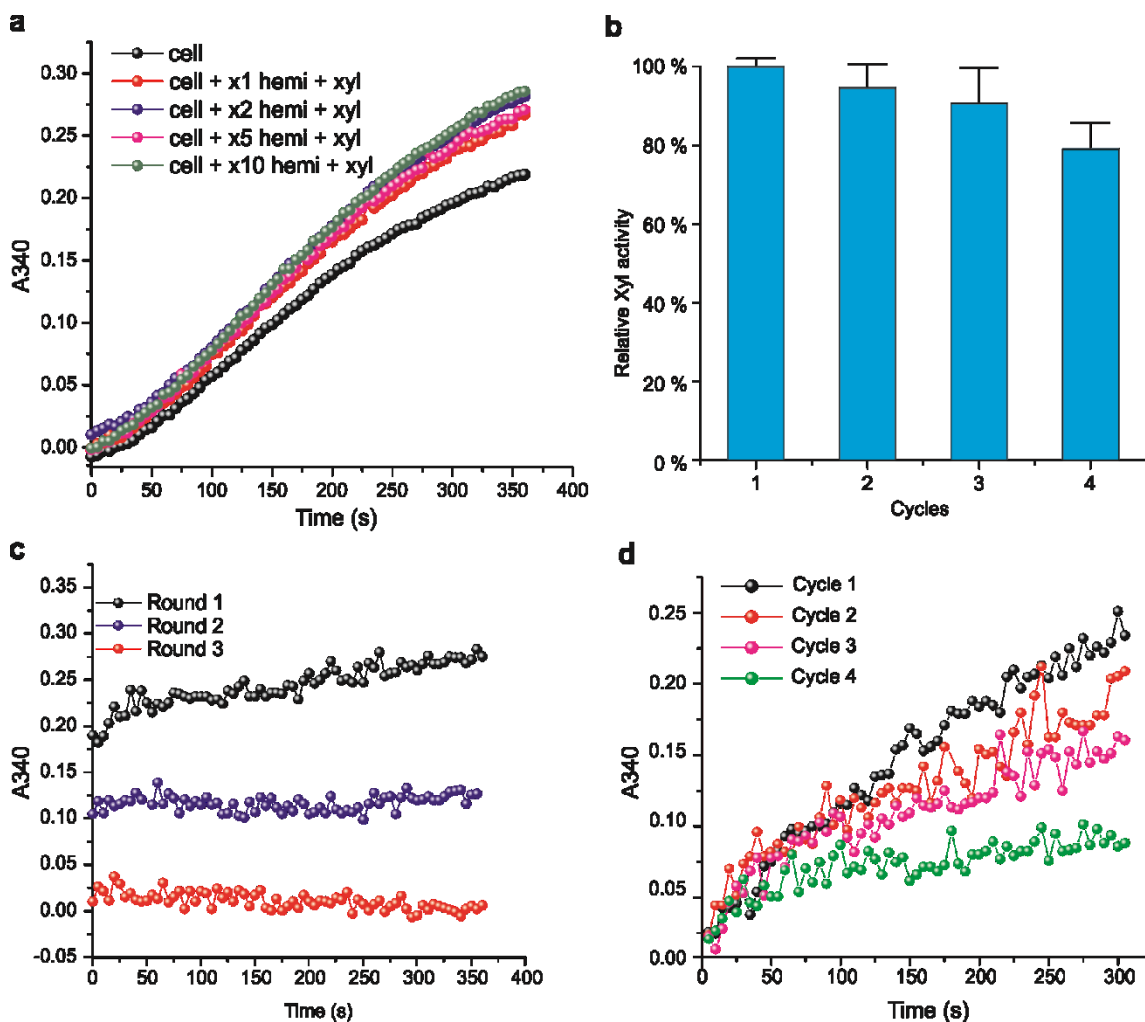 a
cell
cell + x1 hemi + xyl
cell + x2 hemi + xyl
cell + x5 hemi + xyl
cell + x10 hemi + xyl
0.30
0.25
0.20
0.15
0.10
0.05
0.00
A340
0 50 100 150 200 250 300 350 400
Time (s)
b
100 %
80 %
60 %
40 %
20 %
0 %
Relative Xyl activity
1 2 3 4
Cycles
c
Round 1
Round 2
Round 3
0.35
0.30
0.25
0.20
0.15
0.10
0.05
0.00
-0.05
A340
0 50 100 150 200 250 300 350 400
Time (s)
d
Cycle 1
Cycle 2
Cycle 3
Cycle 4
0.25
0.20
0.15
0.10
0.05
0.00
A340
0 50 100 150 200 250 300
Time (s)